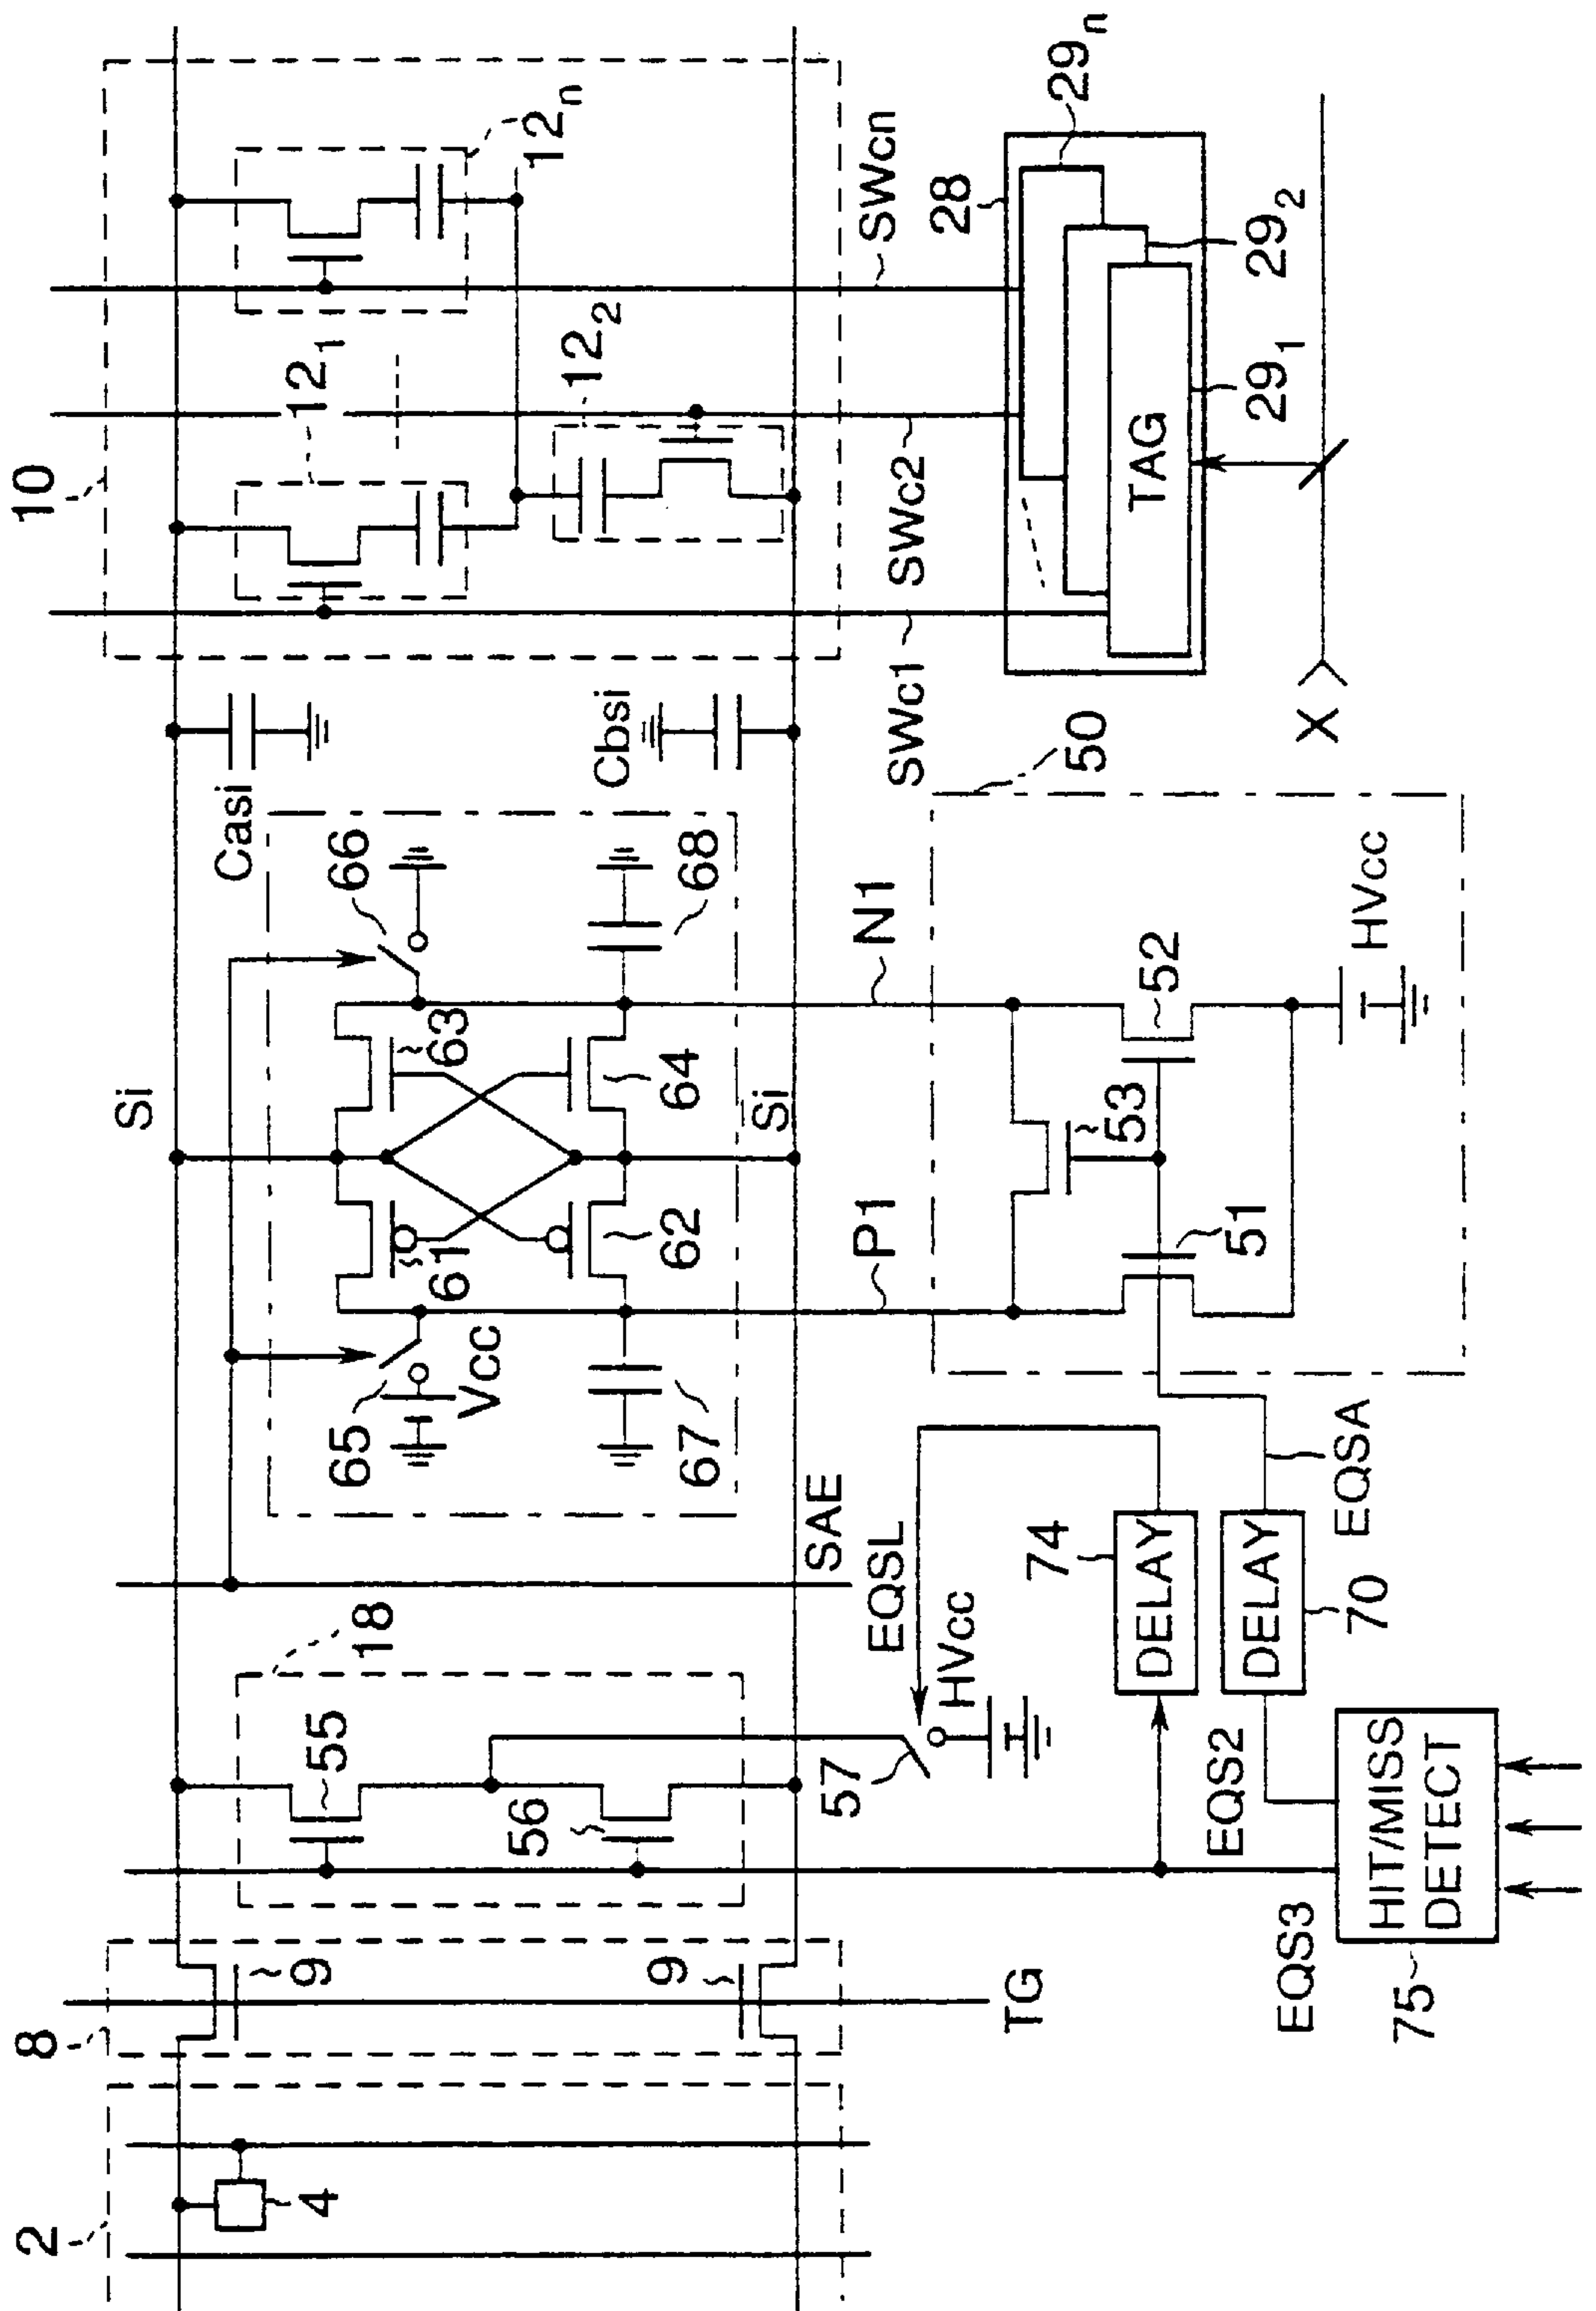 2
4
8
9
9
TG
18
55
56
57
HVcc
EQSL
SAE
EQS3
EQS2
75
HIT/MISS
DETECT
74
DELAY
DELAY
70
EQSA
Si
Si
65
Vcc
66
61
63
62
64
67
68
P1
N1
50
51
52
53
HVcc
Casi
Cbsi
10
12₁
12₂
12ₙ
SWc1
SWc2
SWcn
28
TAG
29₁
29₂
29ₙ
X